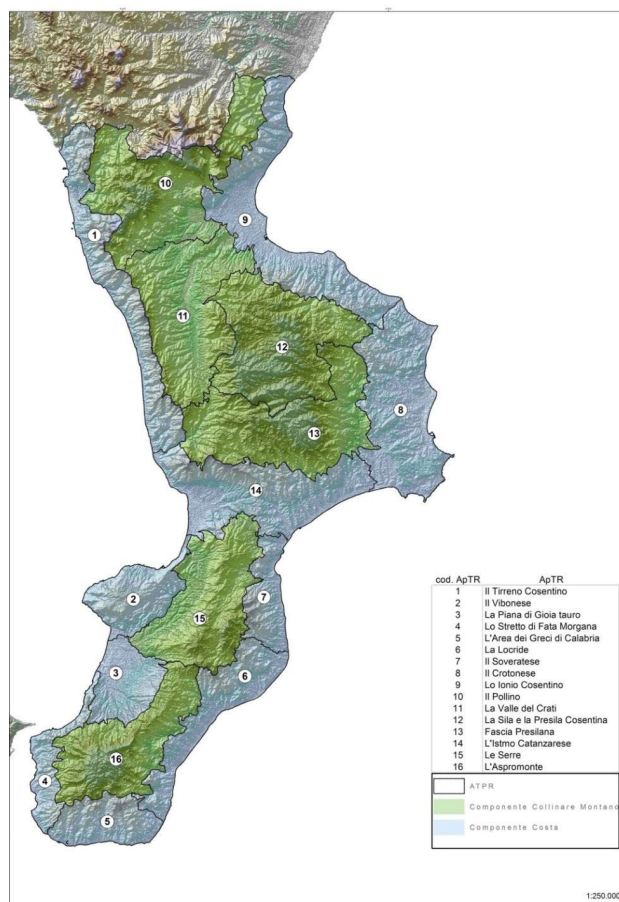 10
9
1
11
12
8
13
14
2
7
15
3
6
16
4
5
cod. ApTR ApTR
1 Il Tirreno Cosentino
2 Il Vibonese
3 La Piana di Gioia tauro
4 Lo Stretto di Fata Morgana
5 L'Area dei Greci di Calabria
6 La Locride
7 Il Soveratese
8 Il Crotonese
9 Lo Ionio Cosentino
10 Il Pollino
11 La Valle del Crati
12 La Sila e la Presila Cosentina
13 Fascia Presilana
14 L'Istmo Catanzarese
15 Le Serre
16 L'Aspromonte
ATPR
Componente Collinare Montano
Componente Costa
1:250.000